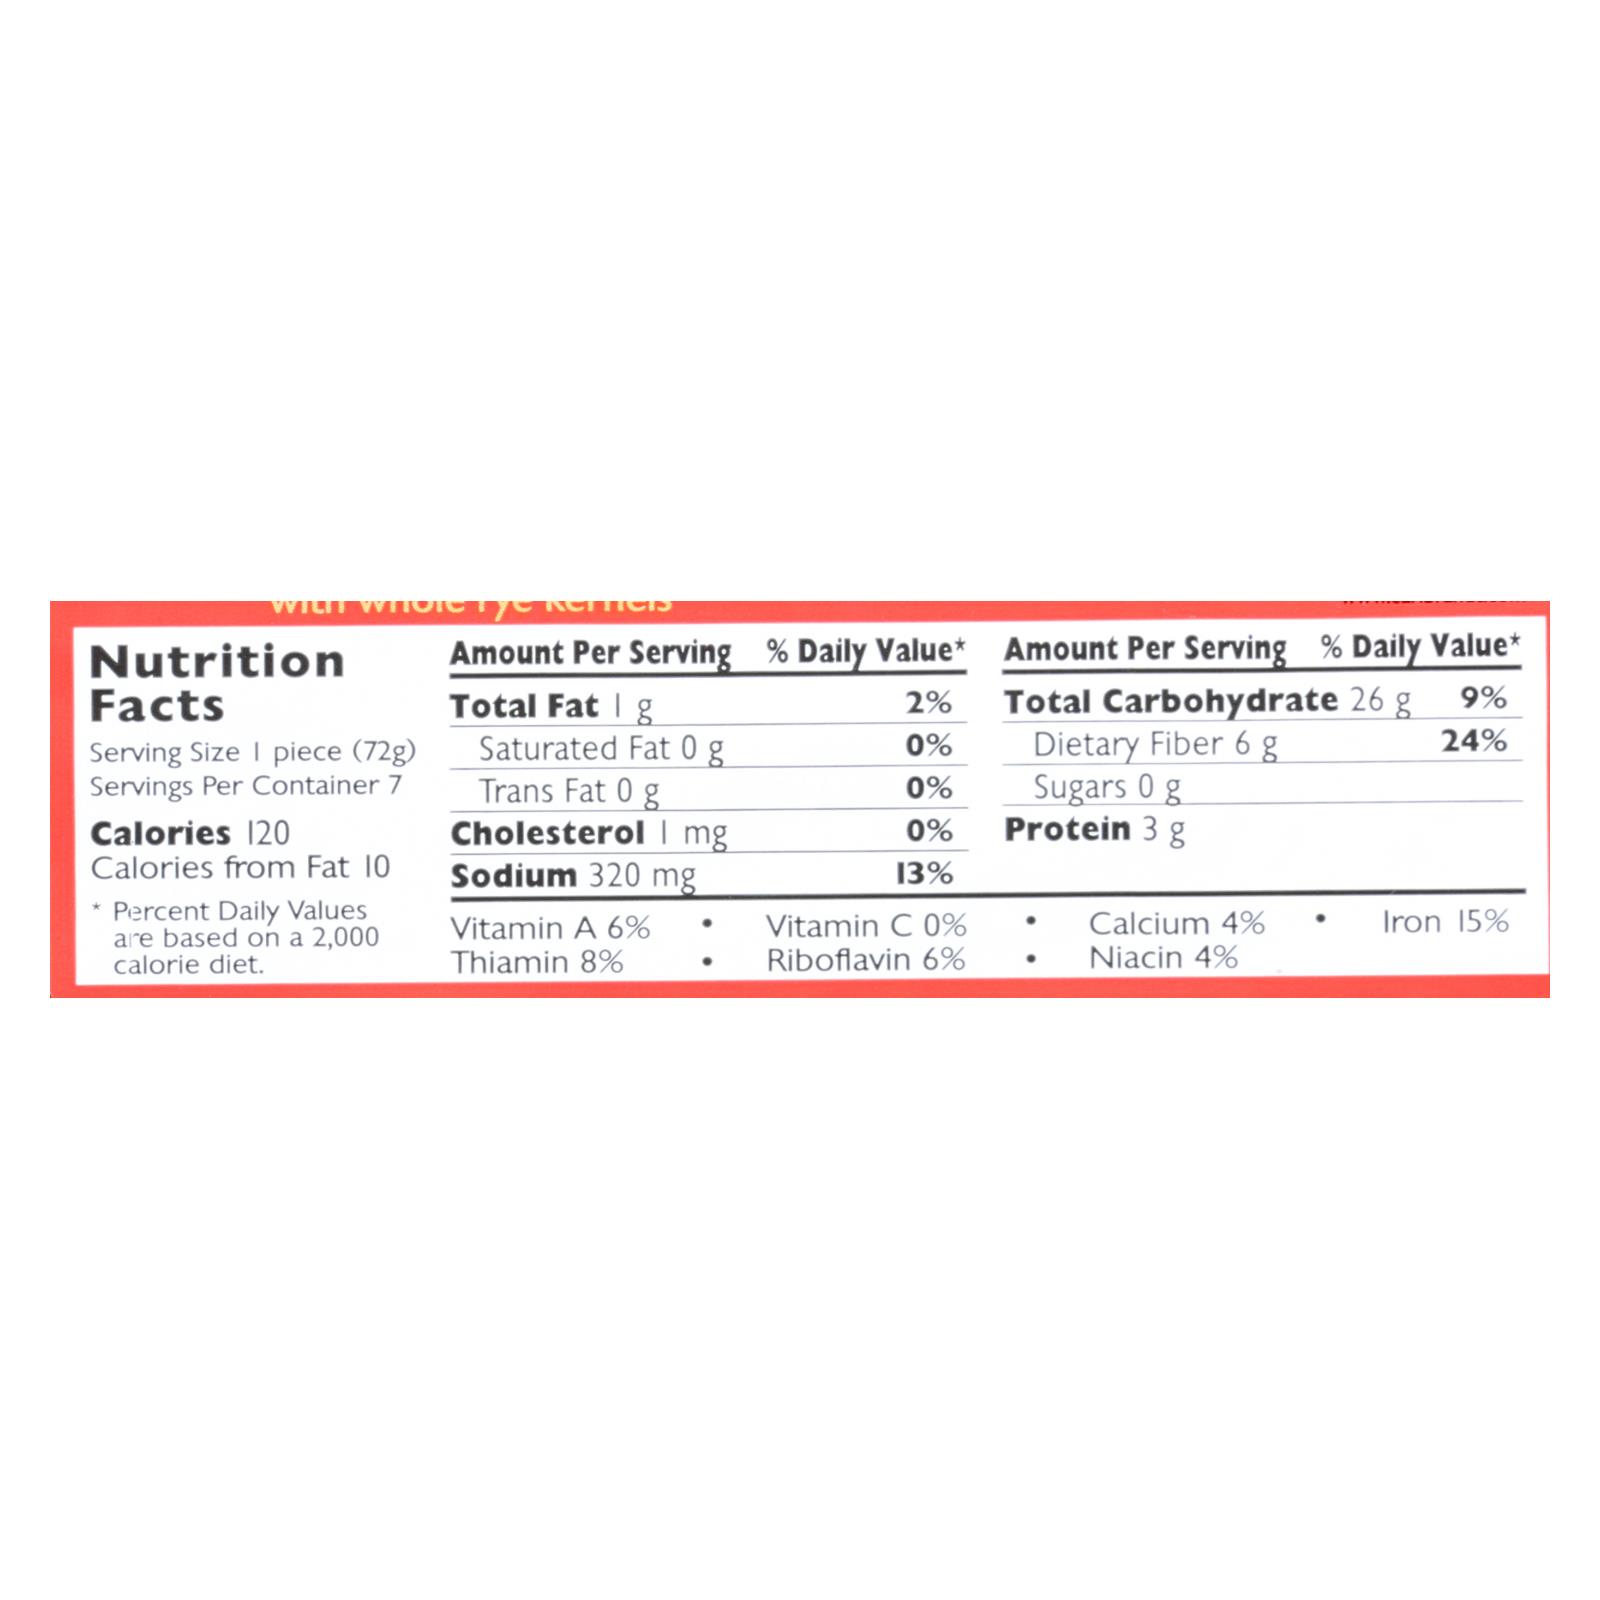 with whole rye kernels
Nutrition
Facts
Serving Size 1 piece (72g)
Servings Per Container 7
Calories 120
Calories from Fat 10
* Percent Daily Values
are based on a 2,000
calorie diet.
Amount Per Serving % Daily Value*
Total Fat 1 g 2%
Saturated Fat 0 g 0%
Trans Fat 0 g 0%
Cholesterol 1 mg 0%
Sodium 320 mg 13%
Amount Per Serving % Daily Value*
Total Carbohydrate 26 g 9%
Dietary Fiber 6 g 24%
Sugars 0 g
Protein 3 g
Vitamin A 6% • Vitamin C 0% • Calcium 4% • Iron 15%
Thiamin 8% • Riboflavin 6% • Niacin 4%